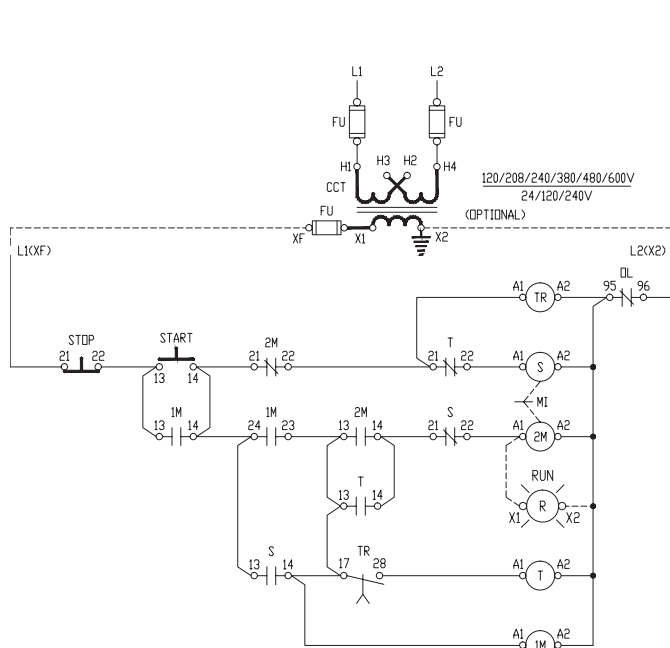 L1 L2
FU FU
H1 H3 H2 H4
CCT
120/208/240/380/480/600V
24/120/240V
(OPTIONAL)
FU
XF X1 X2
L1(XF) L2(X2)
OL
A1 TR A2 95 96
STOP START 2M T
21 22 13 14 21 22 21 22 A1 S A2
MI
1M 1M 2M S
13 14 24 23 13 14 21 22 A1 2M A2
RUN
T
13 14 R
X1 X2
S TR
13 14 17 28 A1 T A2
A1 1M A2